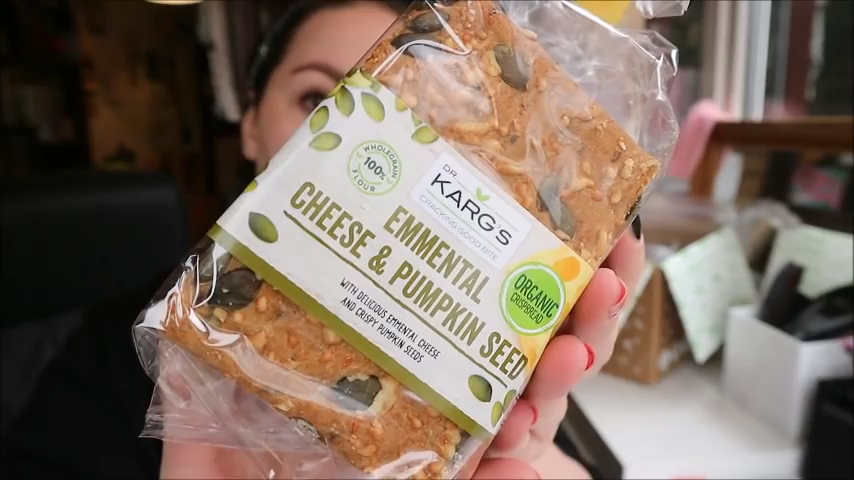 WHOLEGRAIN
100%
FLOUR
DR
KARG'S
CRACKING GOOD BITE
EMMENTAL
CHEESE & PUMPKIN SEED
WITH DELICIOUS EMMENTAL CHEESE
AND CRISPY PUMPKIN SEEDS
ORGANIC
CRISPBREAD